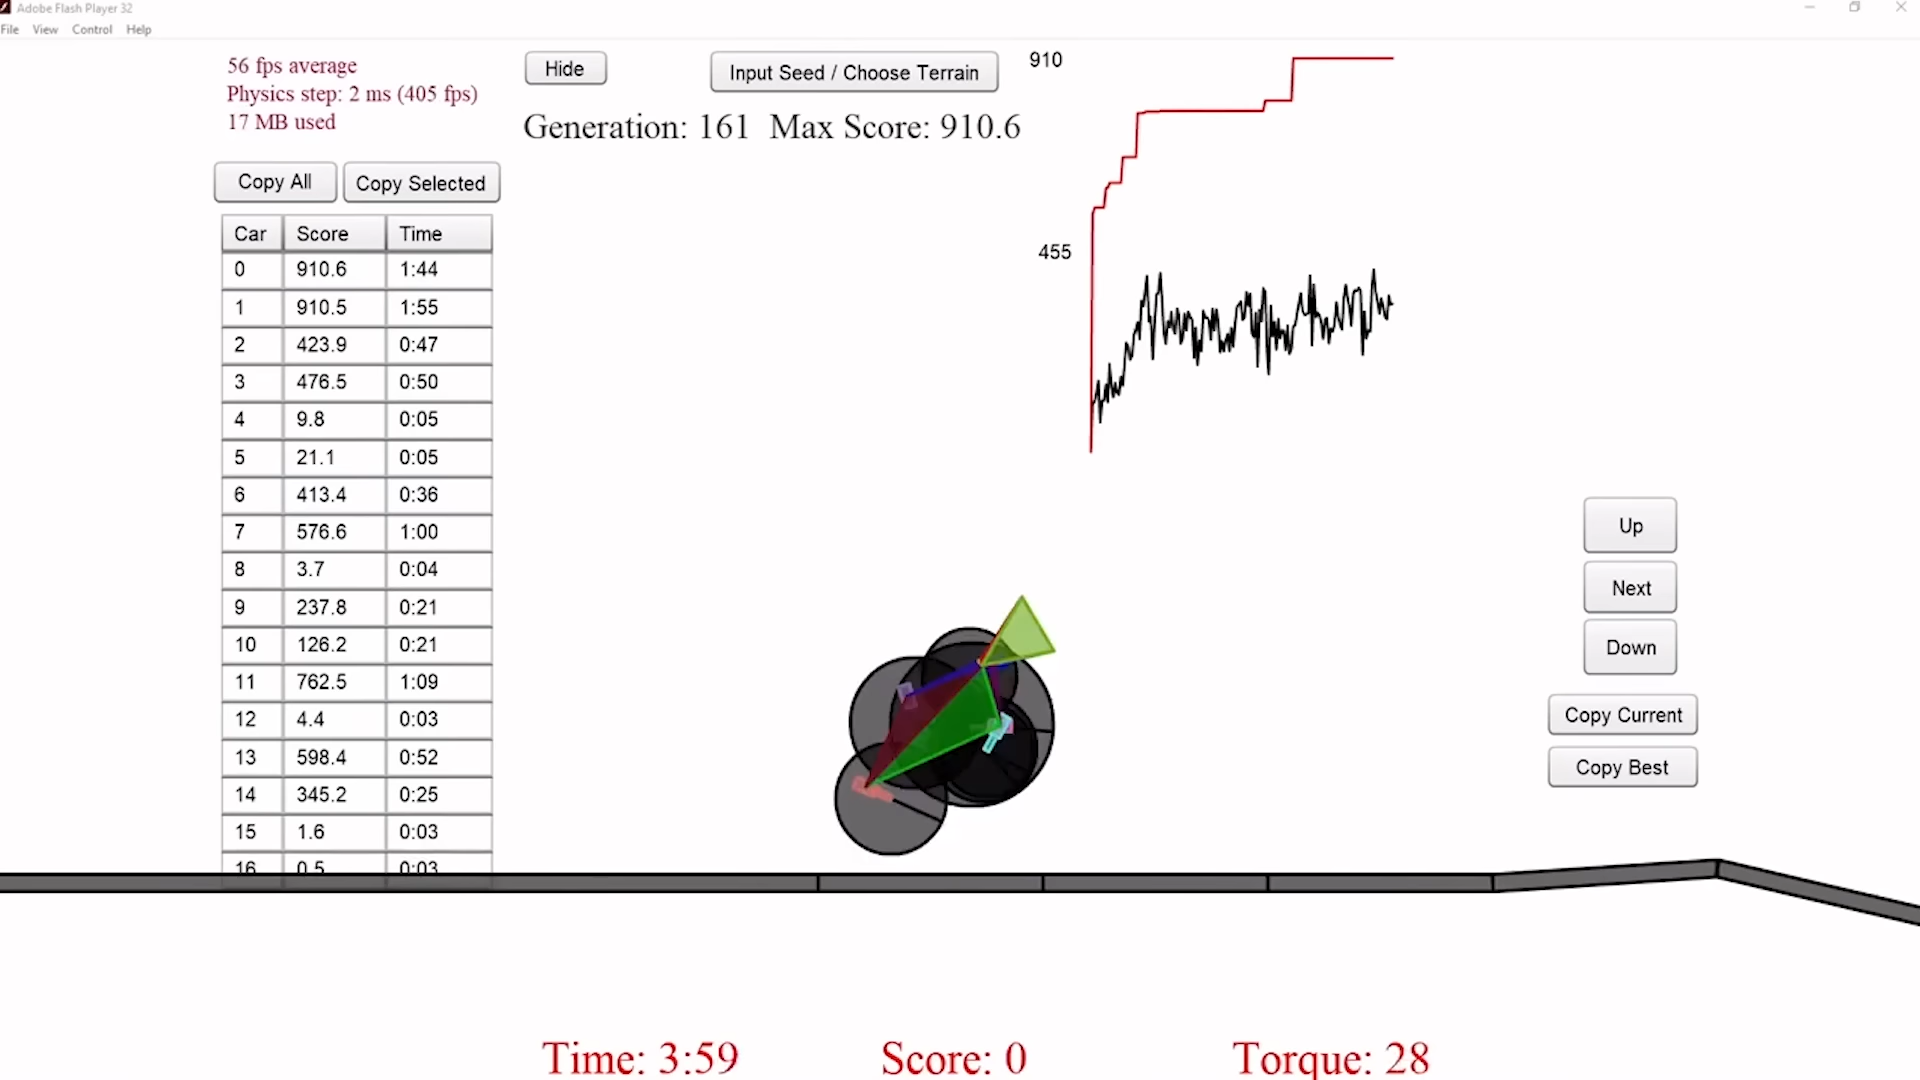 Adobe Flash Player 32
File View Control Help
56 fps average
Physics step: 2 ms (405 fps)
17 MB used
Hide
Input Seed / Choose Terrain
Generation: 161 Max Score: 910.6
910
455
Copy All
Copy Selected
Car Score Time
0 910.6 1:44
1 910.5 1:55
2 423.9 0:47
3 476.5 0:50
4 9.8 0:05
5 21.1 0:05
6 413.4 0:36
7 576.6 1:00
8 3.7 0:04
9 237.8 0:21
10 126.2 0:21
11 762.5 1:09
12 4.4 0:03
13 598.4 0:52
14 345.2 0:25
15 1.6 0:03
16 0.5 0:03
Up
Next
Down
Copy Current
Copy Best
Time: 3:59
Score: 0
Torque: 28